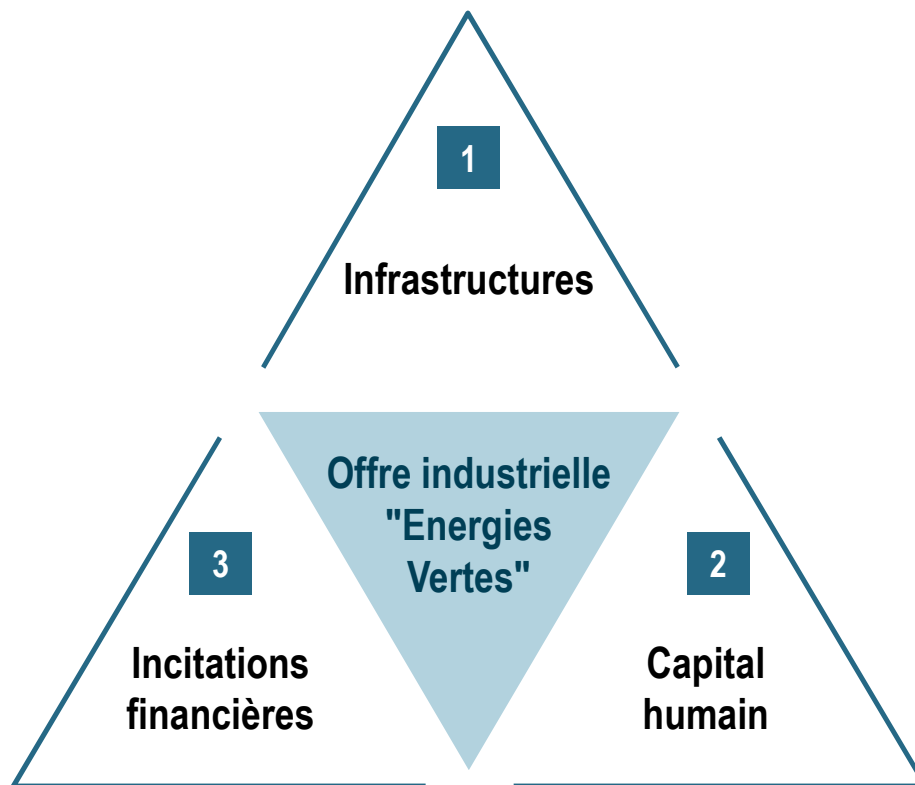 1
Infrastructures
Offre industrielle
"Energies
Vertes"
3
Incitations
financières
2
Capital
humain